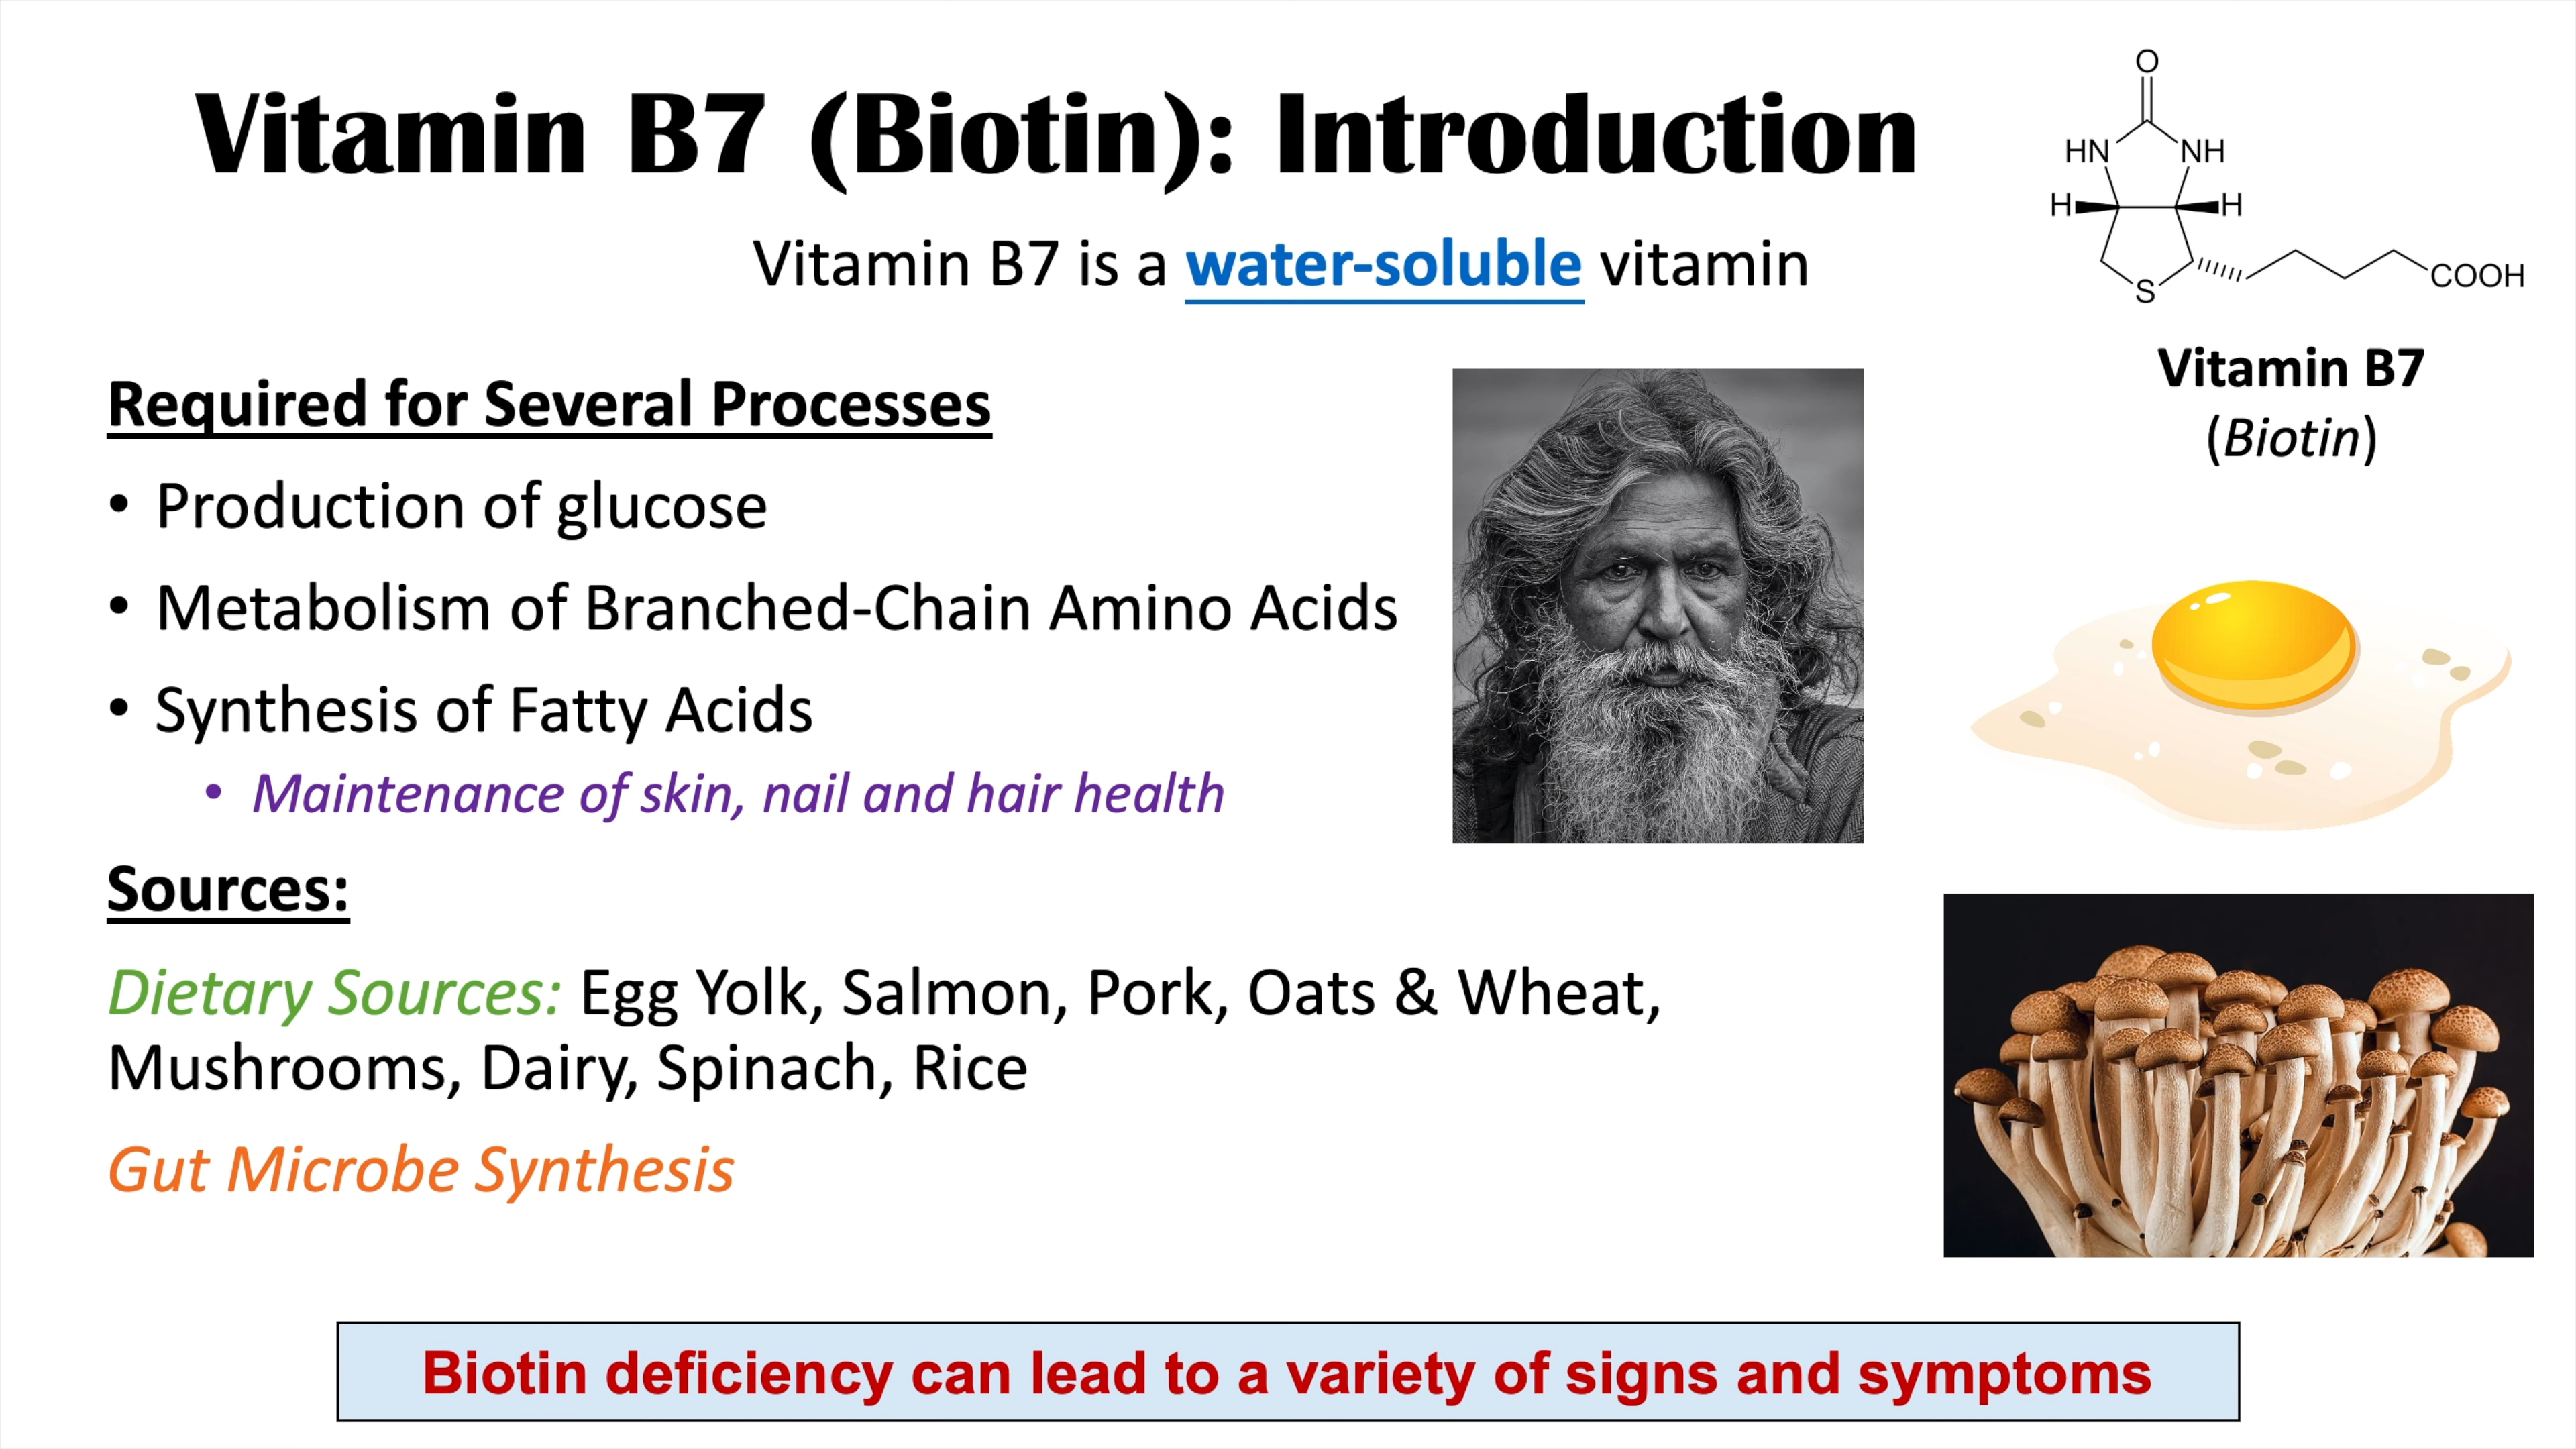 Vitamin B7 (Biotin): Introduction
Vitamin B7 is a water-soluble vitamin
O
HN NH
H H
S
COOH
Vitamin B7
(Biotin)
Required for Several Processes
• Production of glucose
• Metabolism of Branched-Chain Amino Acids
• Synthesis of Fatty Acids
• Maintenance of skin, nail and hair health
Sources:
Dietary Sources: Egg Yolk, Salmon, Pork, Oats & Wheat,
Mushrooms, Dairy, Spinach, Rice
Gut Microbe Synthesis
Biotin deficiency can lead to a variety of signs and symptoms